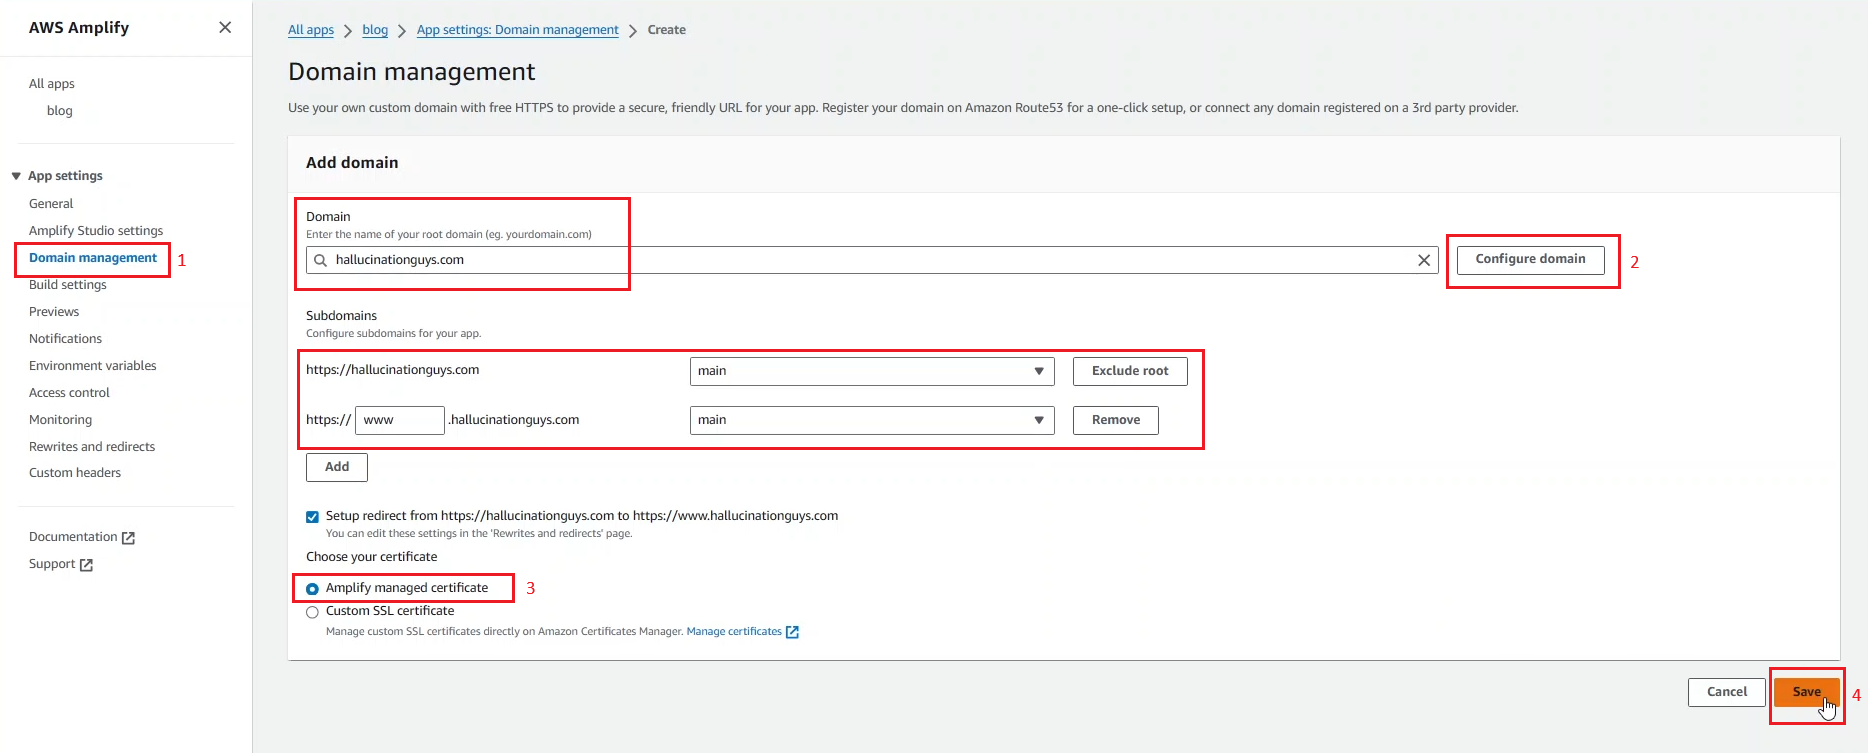 AWS Amplify
All apps
blog
App settings
General
Amplify Studio settings
Domain management 1
Build settings
Previews
Notifications
Environment variables
Access control
Monitoring
Rewrites and redirects
Custom headers
Documentation
Support
All apps > blog > App settings: Domain management > Create
Domain management
Use your own custom domain with free HTTPS to provide a secure, friendly URL for your app. Register your domain on Amazon Route53 for a one-click setup, or connect any domain registered on a 3rd party provider.
Add domain
Domain
Enter the name of your root domain (eg. yourdomain.com)
hallucinationguys.com Configure domain 2
Subdomains
Configure subdomains for your app.
https://hallucinationguys.com main Exclude root
https:// www .hallucinationguys.com main Remove
Add
Setup redirect from https://hallucinationguys.com to https://www.hallucinationguys.com
You can edit these settings in the 'Rewrites and redirects' page.
Choose your certificate
Amplify managed certificate 3
Custom SSL certificate
Manage custom SSL certificates directly on Amazon Certificates Manager. Manage certificates
Cancel Save 4